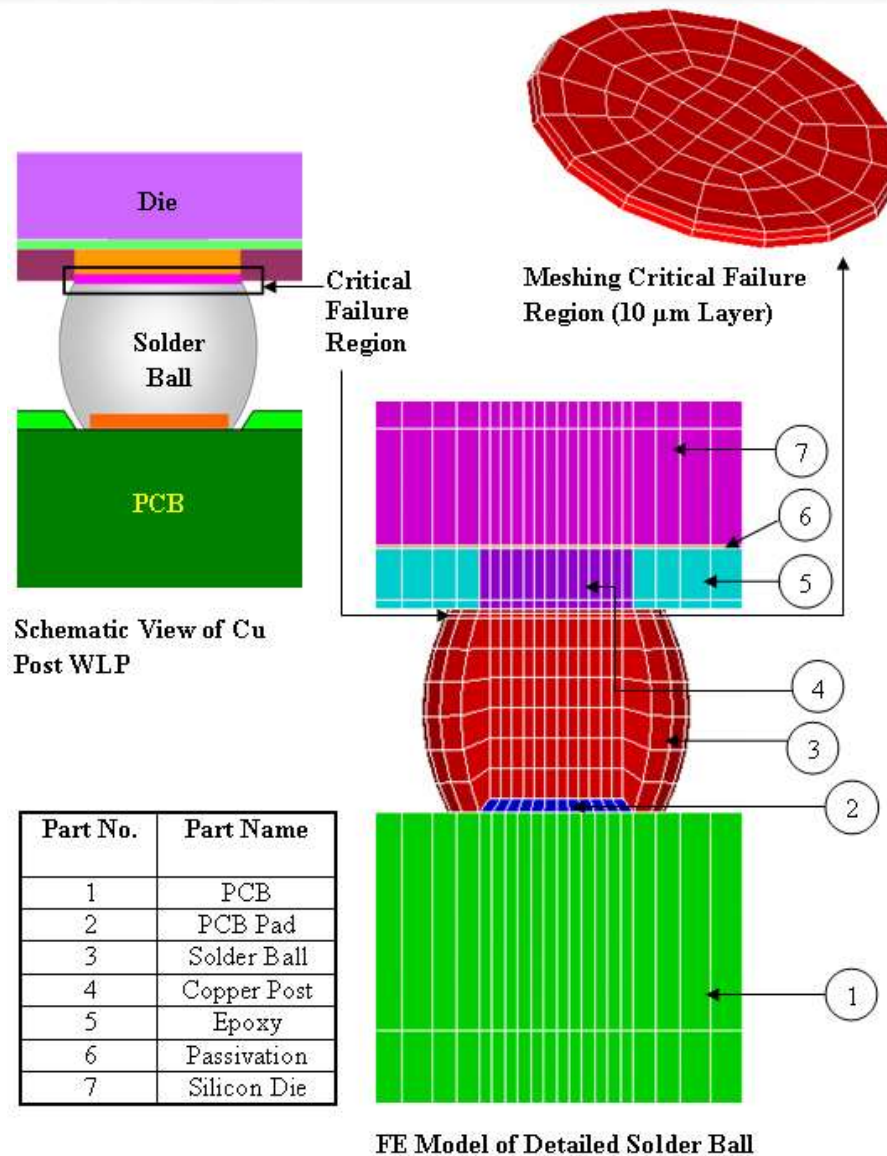 Die
Critical
Failure
Region
Solder
Ball
PCB
Schematic View of Cu
Post WLP
Meshing Critical Failure
Region (10 µm Layer)
7
6
5
4
3
2
1
Part No. Part Name
1 PCB
2 PCB Pad
3 Solder Ball
4 Copper Post
5 Epoxy
6 Passivation
7 Silicon Die
FE Model of Detailed Solder Ball